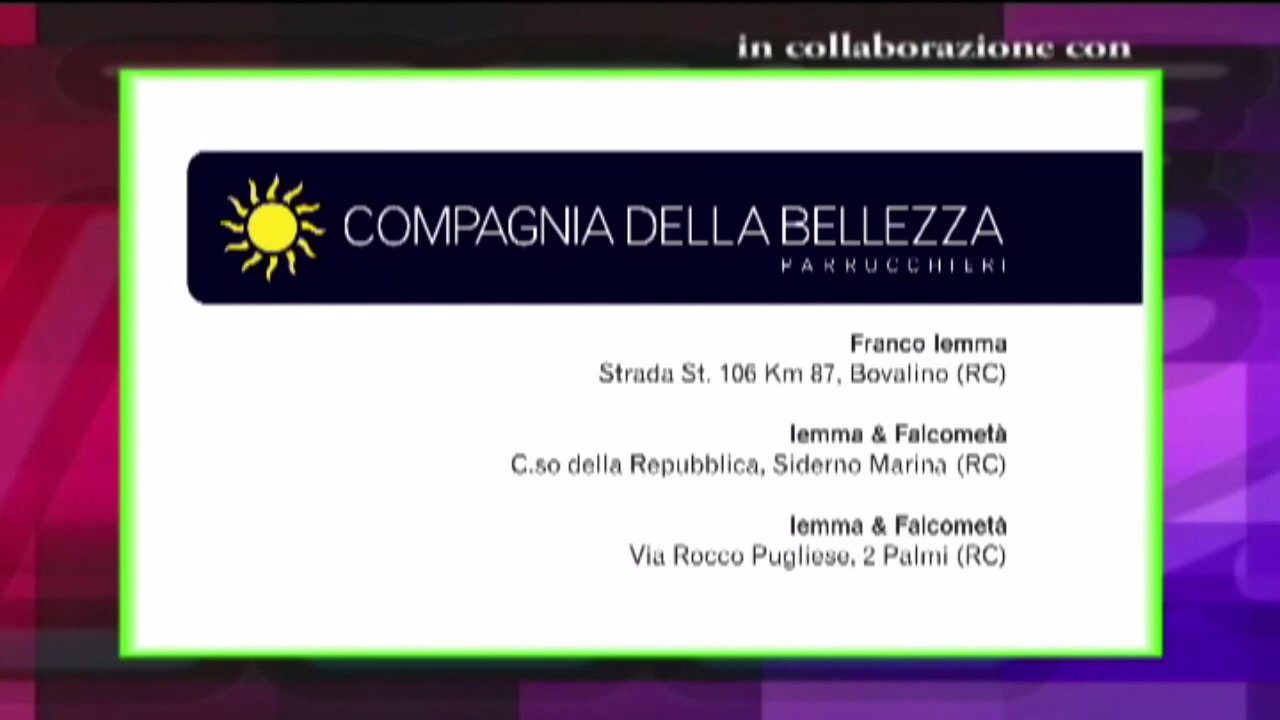 in collaborazione con
COMPAGNIA DELLA BELLEZZA
PARRUCCHIERI
Franco Iemma
Strada St. 106 Km 87, Bovalino (RC)
Iemma & Falcometà
C.so della Repubblica, Siderno Marina (RC)
Iemma & Falcometà
Via Rocco Pugliese, 2 Palmi (RC)